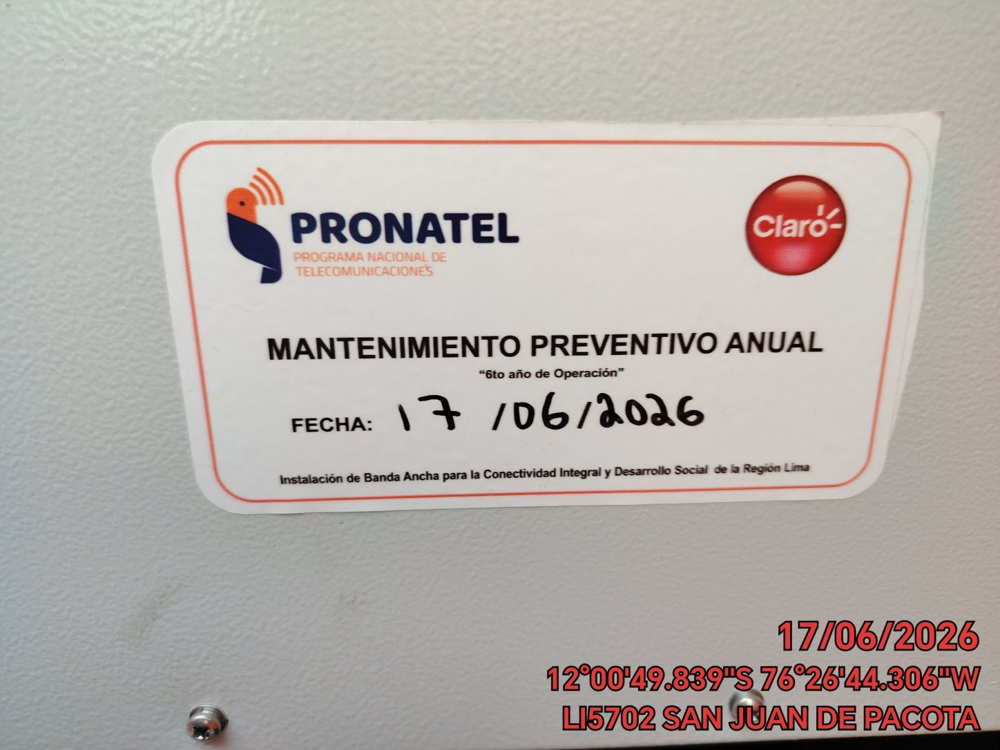 PRONATEL
PROGRAMA NACIONAL DE
TELECOMUNICACIONES
Claro
MANTENIMIENTO PREVENTIVO ANUAL
"6to año de Operación"
FECHA: 17 /06/2026
Instalación de Banda Ancha para la Conectividad Integral y Desarrollo Social de la Región Lima
17/06/2026
12°00'49.839"S 76°26'44.306"W
LI5702 SAN JUAN DE PACOTA